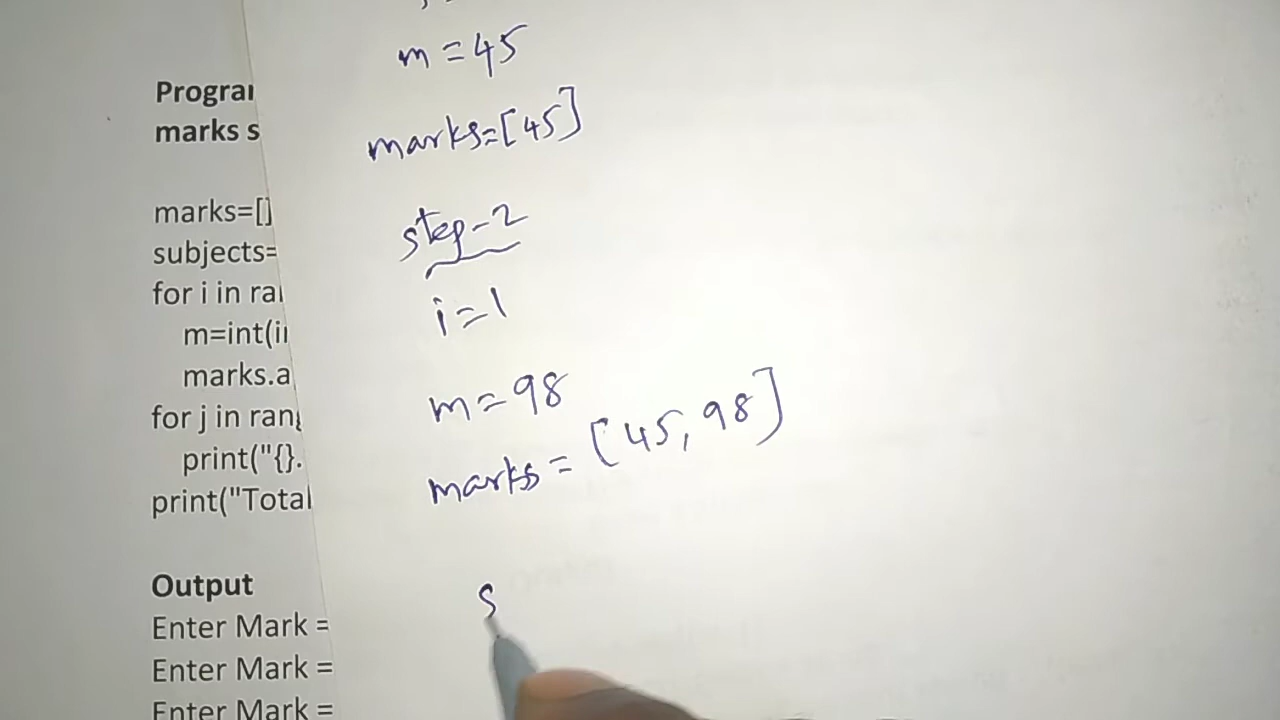 m=45
marks=[45]
step-2
i=1
m=98
marks=[45,98]
S
Prograr
marks s
marks=[]
subjects=
for i in ra
m=int(i
marks.a
for j in ran
print("{}.
print("Total
Output
Enter Mark =
Enter Mark =
Enter Mark =